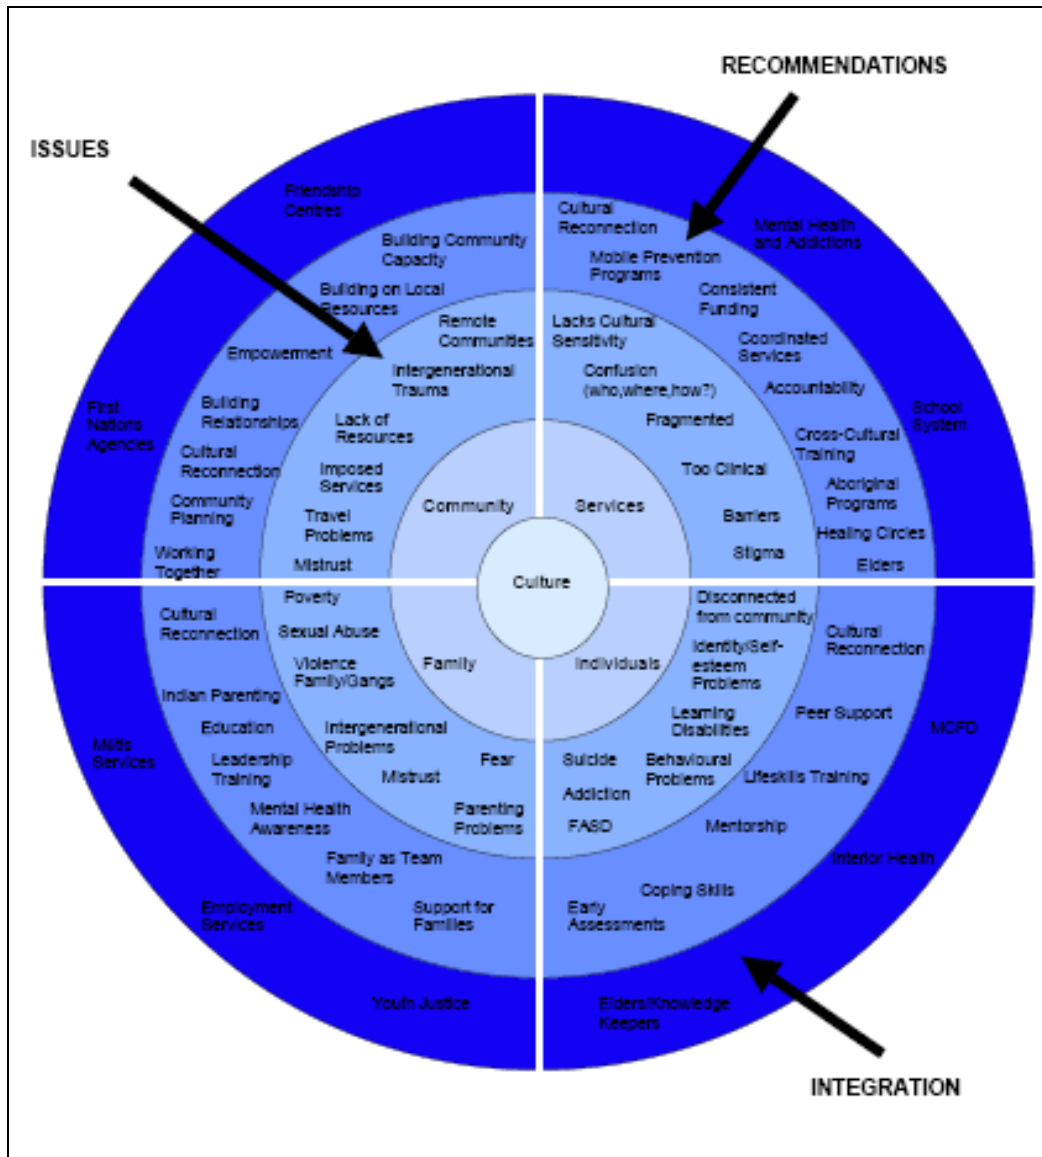 RECOMMENDATIONS
ISSUES
Friendship
Centres
Building Community
Capacity
Building on Local
Resources
Empowerment
Building
Relationships
Cultural
Reconnection
Community
Planning
Working
Together
First
Nations
Agencies
Remote
Communities
Intergenerational
Trauma
Lack of
Resources
Imposed
Services
Travel
Problems
Mistrust
Community
Cultural
Reconnection
Mobile Prevention
Programs
Consistent
Funding
Coordinated
Services
Accountability
Cross-Cultural
Training
Aboriginal
Programs
Healing Circles
Elders
Mental Health
and Addictions
School
System
Lacks Cultural
Sensitivity
Confusion
(who,where,how?)
Fragmented
Too Clinical
Barriers
Stigma
Services
Culture
Poverty
Sexual Abuse
Violence
Family/Gangs
Intergenerational
Problems
Mistrust
Fear
Parenting
Problems
Family
Cultural
Reconnection
Indian Parenting
Education
Leadership
Training
Mental Health
Awareness
Family as Team
Members
Support for
Families
Métis
Services
Employment
Services
Youth Justice
Individuals
Disconnected
from community
Identity/Self-
esteem
Problems
Learning
Disabilities
Behavioural
Problems
Suicide
Addiction
FASD
Cultural
Reconnection
Peer Support
Lifeskills Training
Mentorship
Coping Skills
Early
Assessments
MCFD
Interior Health
Elders/Knowledge
Keepers
INTEGRATION